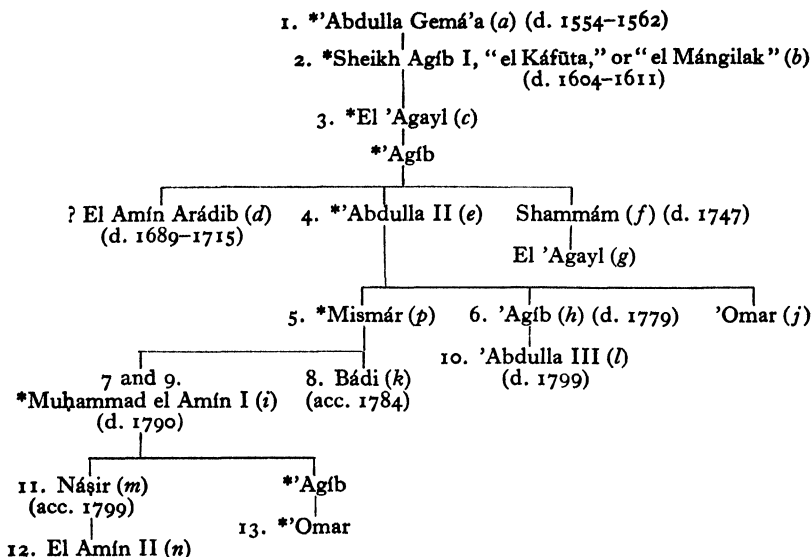 1. *'Abdulla Gemá'a (a) (d. 1554–1562)
2. *Sheikh Agíb I, "el Káfūta," or "el Mángilak" (b)
(d. 1604–1611)
3. *El 'Agayl (c)
*'Agíb
? El Amín Arádib (d)
(d. 1689–1715)
4. *'Abdulla II (e)
Shammám (f) (d. 1747)
El 'Agayl (g)
5. *Mismár (p)
6. 'Agíb (h) (d. 1779)
'Omar (j)
10. 'Abdulla III (l)
(d. 1799)
7 and 9.
*Muḥammad el Amín I (i)
(d. 1790)
8. Bádi (k)
(acc. 1784)
11. Náṣir (m)
(acc. 1799)
*'Agíb
13. *'Omar
12. El Amín II (n)